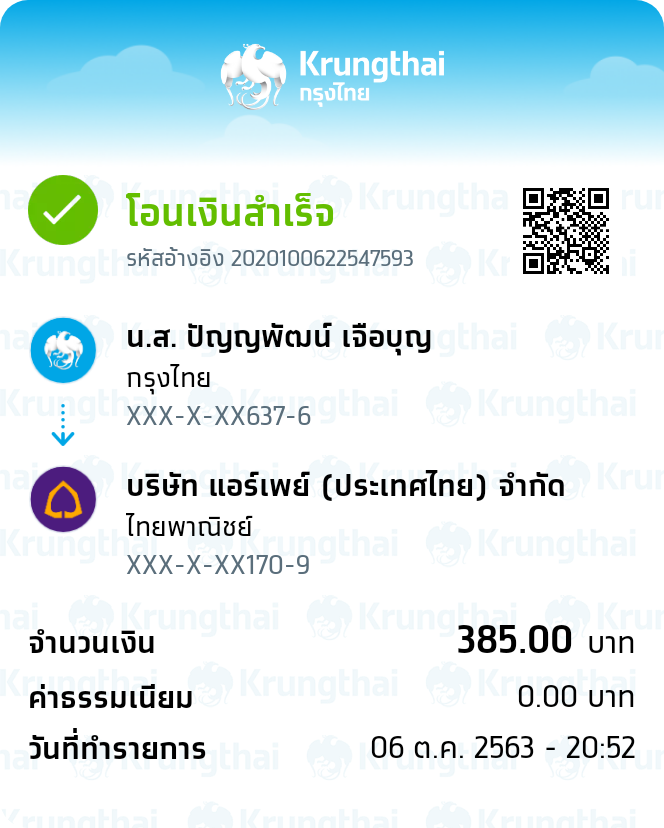 Krungthai
กรุงไทย
โอนเงินสำเร็จ
รหัสอ้างอิง 2020100622547593
น.ส. ปัญญพัฒน์ เจือบุญ
กรุงไทย
XXX-X-XX637-6
บริษัท แอร์เพย์ (ประเทศไทย) จำกัด
ไทยพาณิชย์
XXX-X-XX170-9
จำนวนเงิน 385.00 บาท
ค่าธรรมเนียม 0.00 บาท
วันที่ทำรายการ 06 ต.ค. 2563 - 20:52